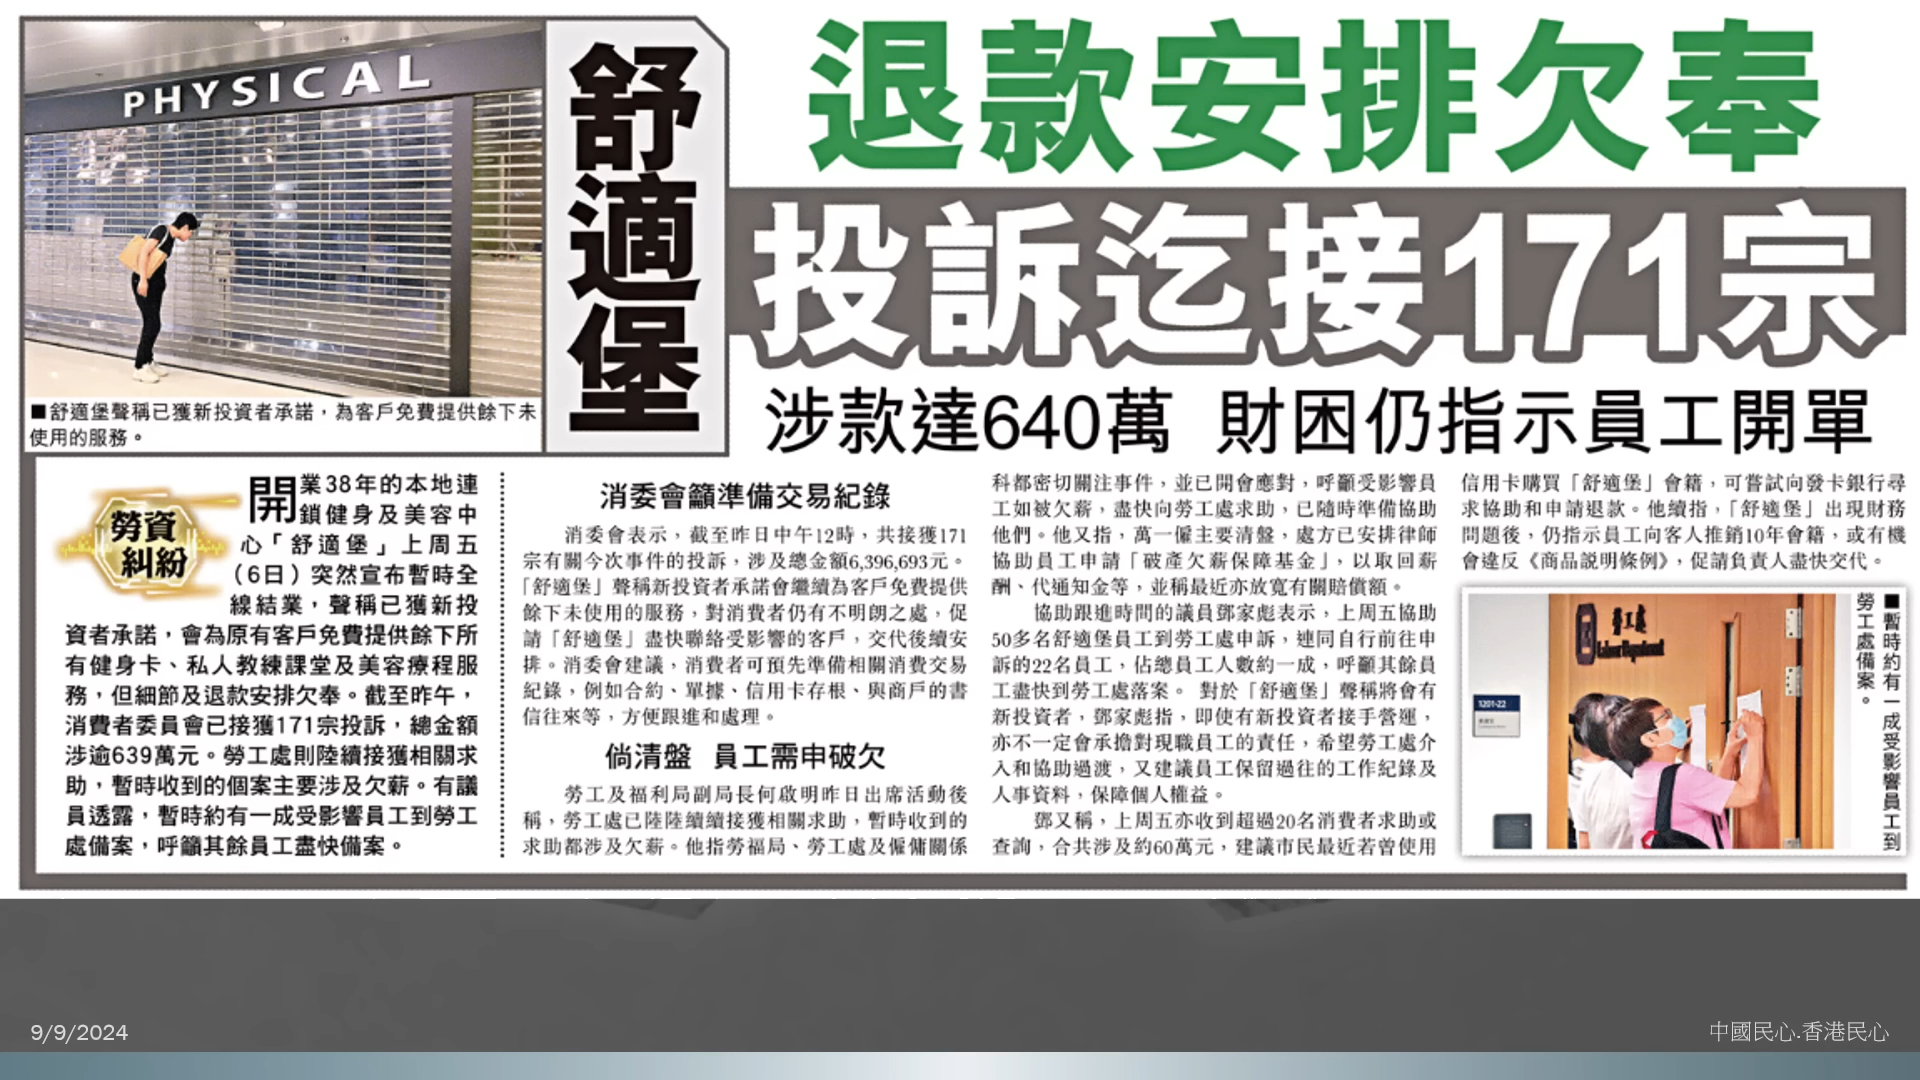 PHYSICAL
舒適堡
退款安排欠奉
投訴迄接171宗
涉款達640萬 財困仍指示員工開單
■舒適堡聲稱已獲新投資者承諾，為客戶免費提供餘下未
使用的服務。
勞資
糾紛
開業38年的本地連
鎖健身及美容中
心「舒適堡」上周五
（6日）突然宣布暫時全
線結業，聲稱已獲新投
資者承諾，會為原有客戶免費提供餘下所
有健身卡、私人教練課堂及美容療程服
務，但細節及退款安排欠奉。截至昨午，
消費者委員會已接獲171宗投訴，總金額
涉逾639萬元。勞工處則陸續接獲相關求
助，暫時收到的個案主要涉及欠薪。有議
員透露，暫時約有一成受影響員工到勞工
處備案，呼籲其餘員工盡快備案。
消委會籲準備交易紀錄
消委會表示，截至昨日中午12時，共接獲171
宗有關今次事件的投訴，涉及總金額6,396,693元。
「舒適堡」聲稱新投資者承諾會繼續為客戶免費提供
餘下未使用的服務，對消費者仍有不明朗之處，促
請「舒適堡」盡快聯絡受影響的客戶，交代後續安
排。消委會建議，消費者可預先準備相關消費交易
紀錄，例如合約、單據、信用卡存根、與商戶的書
信往來等，方便跟進和處理。
倘清盤 員工需申破欠
勞工及福利局副局長何啟明昨日出席活動後
稱，勞工處已陸陸續續接獲相關求助，暫時收到的
求助都涉及欠薪。他指勞福局、勞工處及僱傭關係
科都密切關注事件，並已開會應對，呼籲受影響員
工如被欠薪，盡快向勞工處求助，已隨時準備協助
他們。他又指，萬一僱主要清盤，處方已安排律師
協助員工申請「破產欠薪保障基金」，以取回薪
酬、代通知金等，並稱最近亦放寬有關賠償額。
協助跟進時間的議員鄧家彪表示，上周五協助
50多名舒適堡員工到勞工處申訴，連同自行前往申
訴的22名員工，佔總員工人數約一成，呼籲其餘員
工盡快到勞工處落案。 對於「舒適堡」聲稱將會有
新投資者，鄧家彪指，即使有新投資者接手營運，
亦不一定會承擔對現職員工的責任，希望勞工處介
入和協助過渡，又建議員工保留過往的工作紀錄及
人事資料，保障個人權益。
鄧又稱，上周五亦收到超過20名消費者求助或
查詢，合共涉及約60萬元，建議市民最近若曾使用
信用卡購買「舒適堡」會籍，可嘗試向發卡銀行尋
求協助和申請退款。他續指，「舒適堡」出現財務
問題後，仍指示員工向客人推銷10年會籍，或有機
會違反《商品説明條例》，促請負責人盡快交代。
勞工處
Labour Department
1201-22
■暫時約有一成受影響員工到
勞工處備案。
9/9/2024
中國民心.香港民心